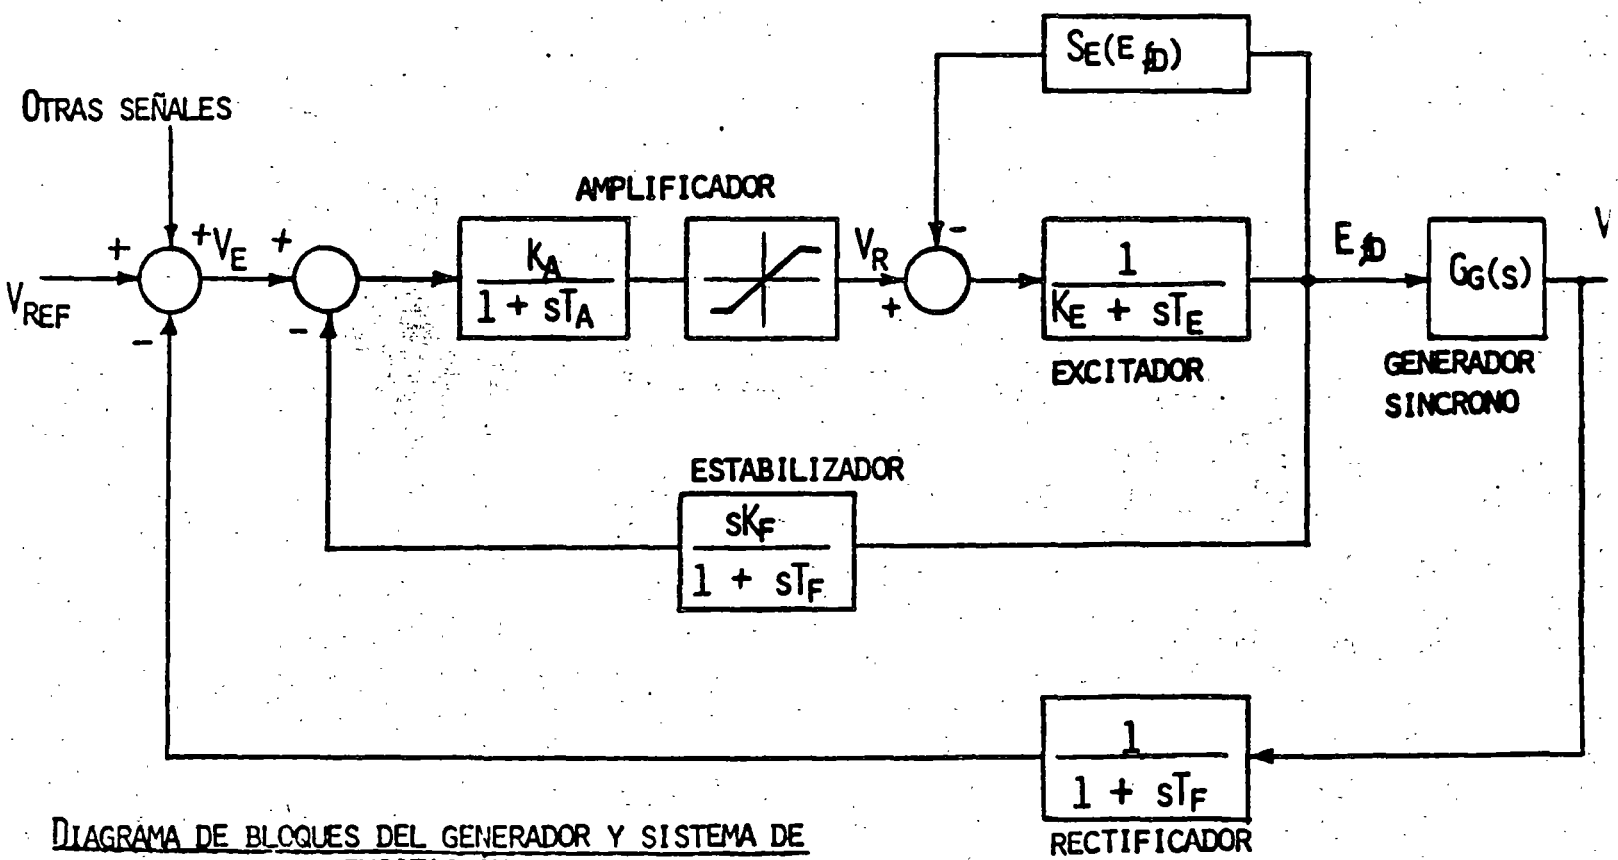 SE(EfD)
OTRAS SEÑALES
AMPLIFICADOR
+
+
VE
+
VREF
-
-
KA
1 + sTA
VR
+
-
1
KE + sTE
EXCITADOR
EfD
GG(s)
V
GENERADOR
SINCRONO
ESTABILIZADOR
sKF
1 + sTF
1
1 + sTF
RECTIFICADOR
DIAGRAMA DE BLOQUES DEL GENERADOR Y SISTEMA DE